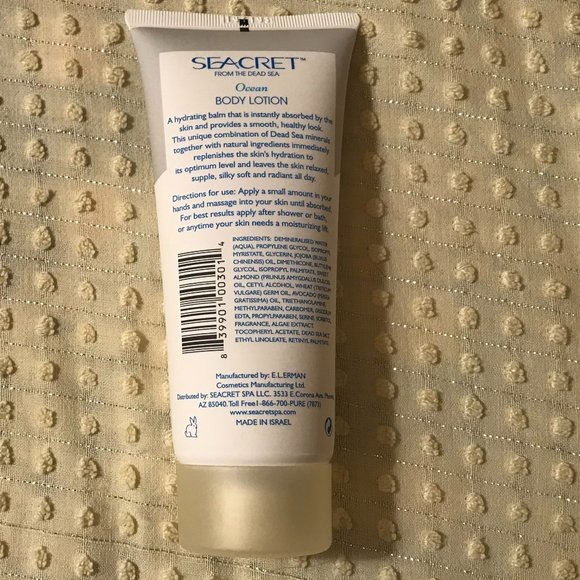 SEACRET™
FROM THE DEAD SEA
Ocean
BODY LOTION
A hydrating balm that is instantly absorbed by the
skin and provides a smooth, healthy look.
This unique combination of Dead Sea minerals
together with natural ingredients immediately
replenishes the skin's hydration to
its optimum level and leaves the skin relaxed,
supple, silky soft and radiant all day.
Directions for use: Apply a small amount in your
hands and massage into your skin until absorbed.
For best results apply after shower or bath,
or anytime your skin needs a moisturizing lift.
INGREDIENTS: DEMINERALISED WATER
(AQUA), PROPYLENE GLYCOL, ISOPROPYL
MYRISTATE, GLYCERIN, JOJOBA (BUXUS
CHINENSIS) OIL, DIMETHICONE, BUTYLENE
GLYCOL, ISOPROPYL PALMITATE, SWEET
ALMOND (PRUNUS AMYGDALUS DULCIS)
OIL, CETYL ALCOHOL, WHEAT (TRITICUM
VULGARE) GERM OIL, AVOCADO (PERSEA
GRATISSIMA) OIL, TRIETHANOLAMINE,
METHYLPARABEN, CARBOMER, DISODIUM
EDTA, PROPYLPARABEN, SERINE, SORBITOL,
FRAGRANCE, ALGAE EXTRACT,
TOCOPHERYL ACETATE, DEAD SEA SALT,
ETHYL LINOLEATE, RETINYL PALMITATE
8 39901 00301 4
Manufactured by: E.L.ERMAN
Cosmetics Manufacturing Ltd.
Distributed by: SEACRET SPA LLC. 3533 E.Corona Ave. Phoenix,
AZ 85040. Toll Free1-866-700-PURE (7873)
www.seacretspa.com
MADE IN ISRAEL